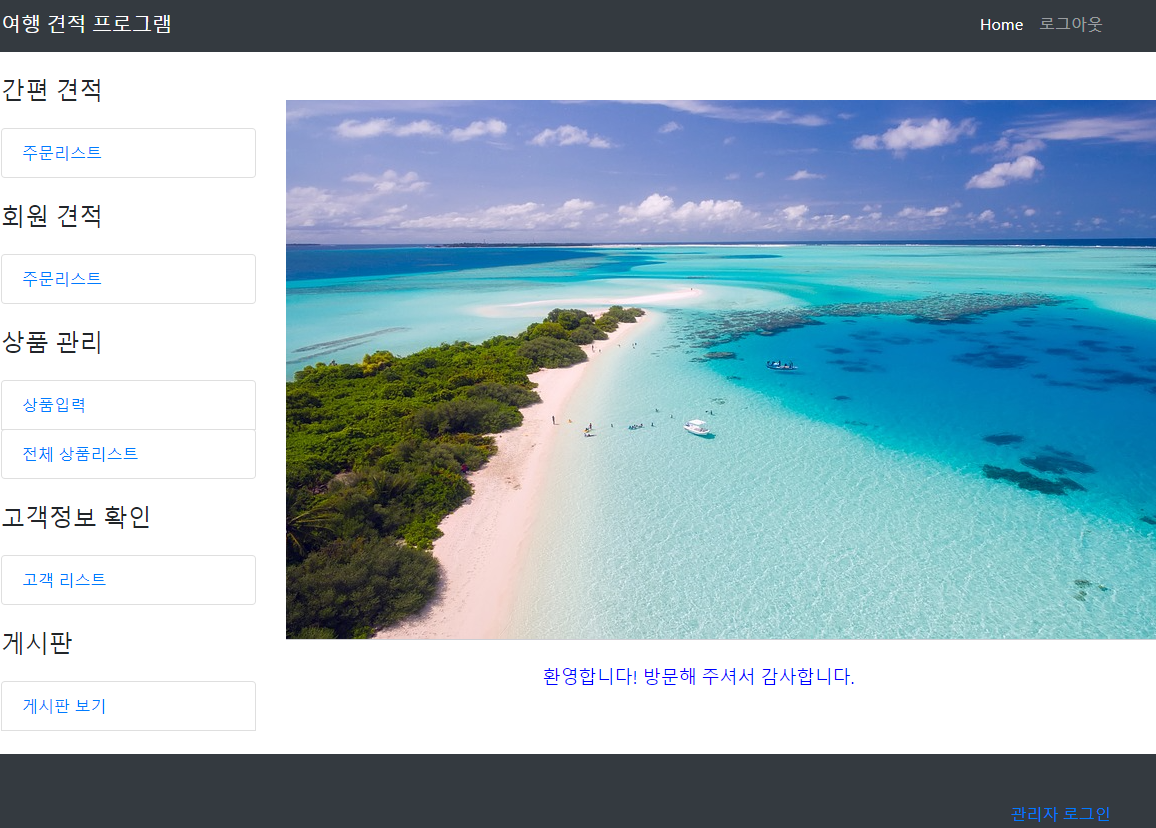 여행 견적 프로그램
Home 로그아웃
간편 견적
주문리스트
회원 견적
주문리스트
상품 관리
상품입력
전체 상품리스트
고객정보 확인
고객 리스트
게시판
게시판 보기
환영합니다! 방문해 주셔서 감사합니다.
관리자 로그인